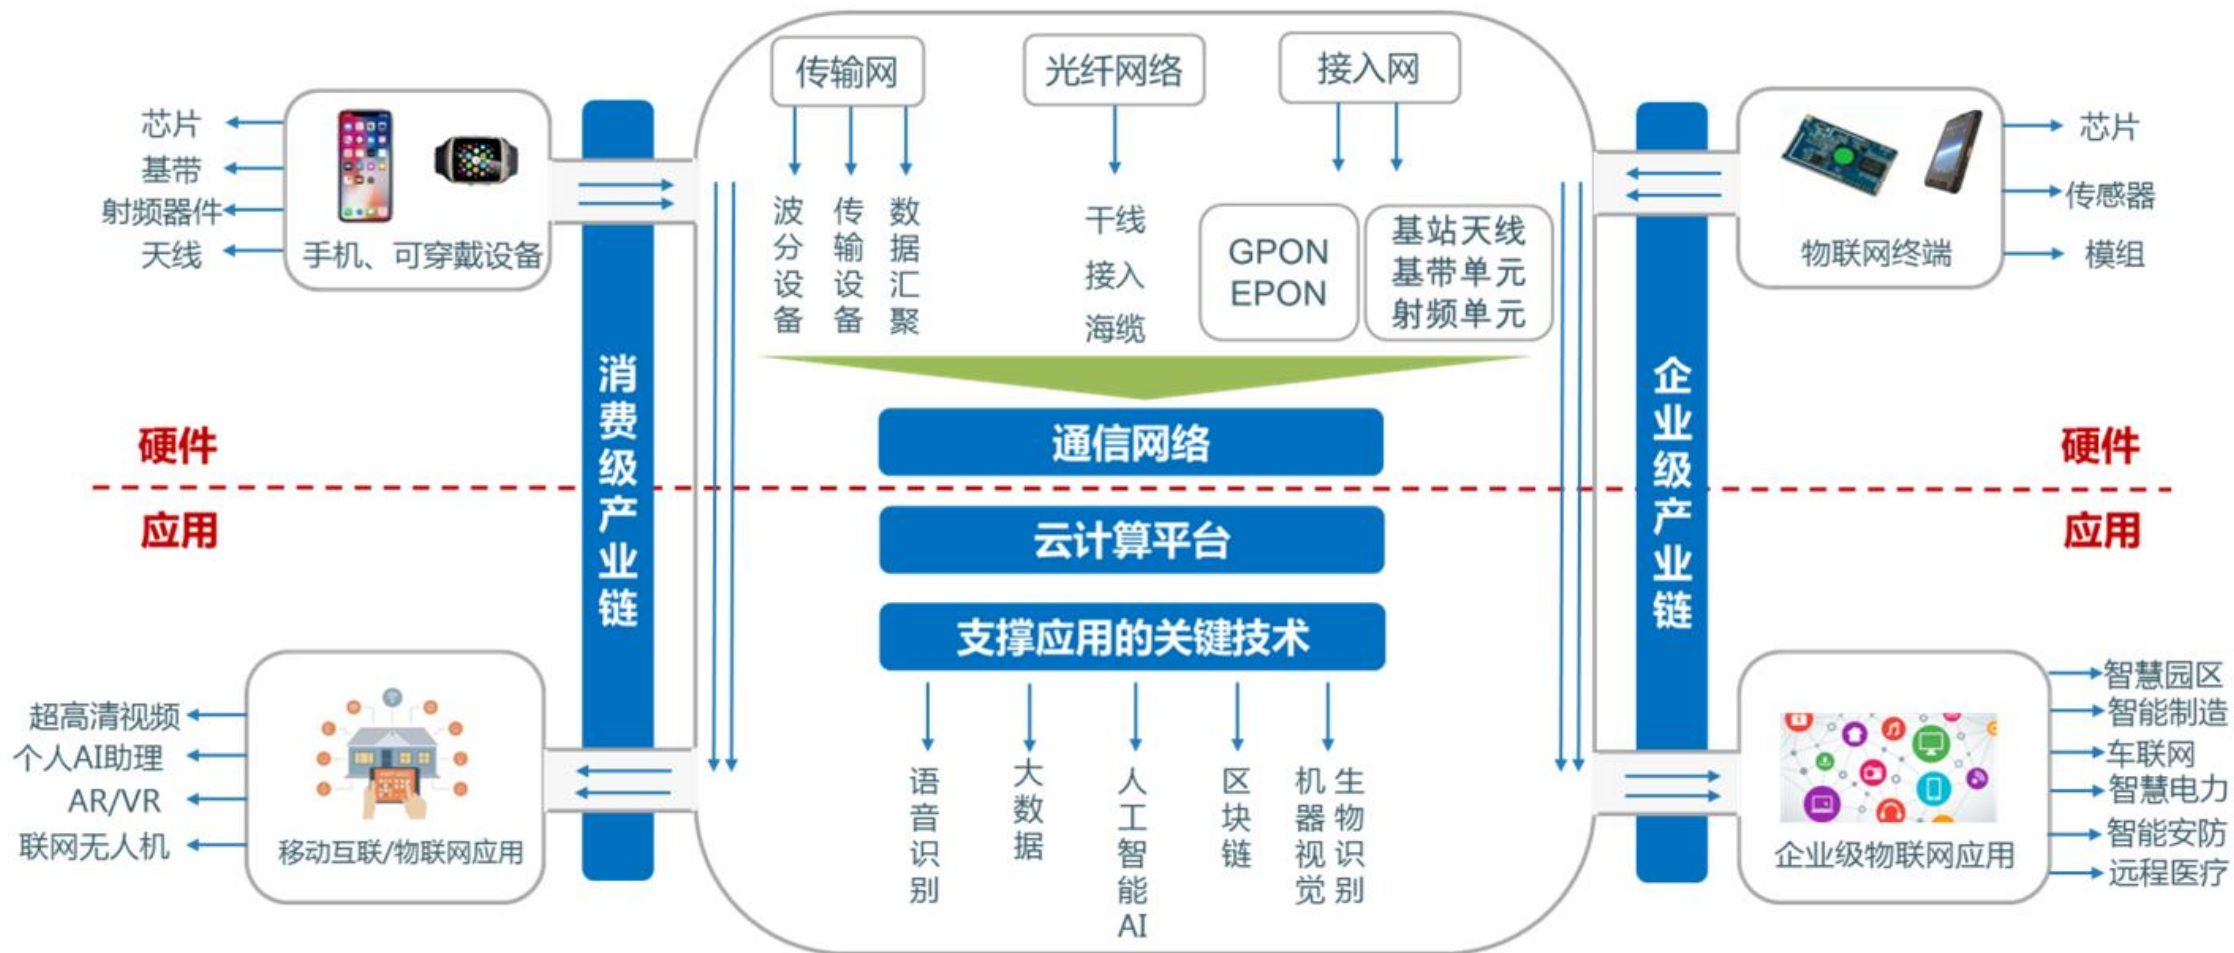 传输网
光纤网络
接入网
芯片
基带
射频器件
天线
手机、可穿戴设备
波分设备
传输设备
数据汇聚
干线
接入
海缆
GPON
EPON
基站天线
基带单元
射频单元
物联网终端
芯片
传感器
模组
消费级产业链
企业级产业链
硬件
应用
通信网络
云计算平台
支撑应用的关键技术
硬件
应用
超高清视频
个人AI助理
AR/VR
联网无人机
移动互联/物联网应用
语音识别
大数据
人工智能AI
区块链
机器视觉
生物识别
企业级物联网应用
智慧园区
智能制造
车联网
智慧电力
智能安防
远程医疗